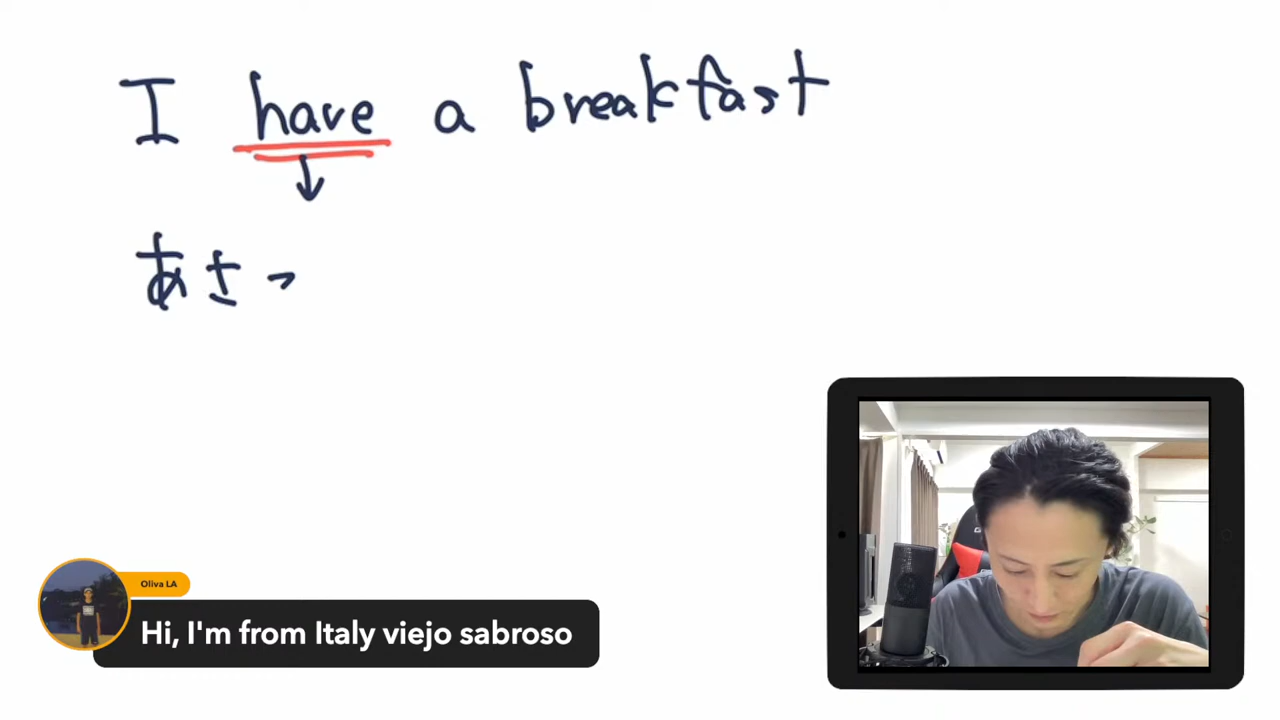 I have a breakfast
あさ
Oliva LA
Hi, I'm from Italy viejo sabroso